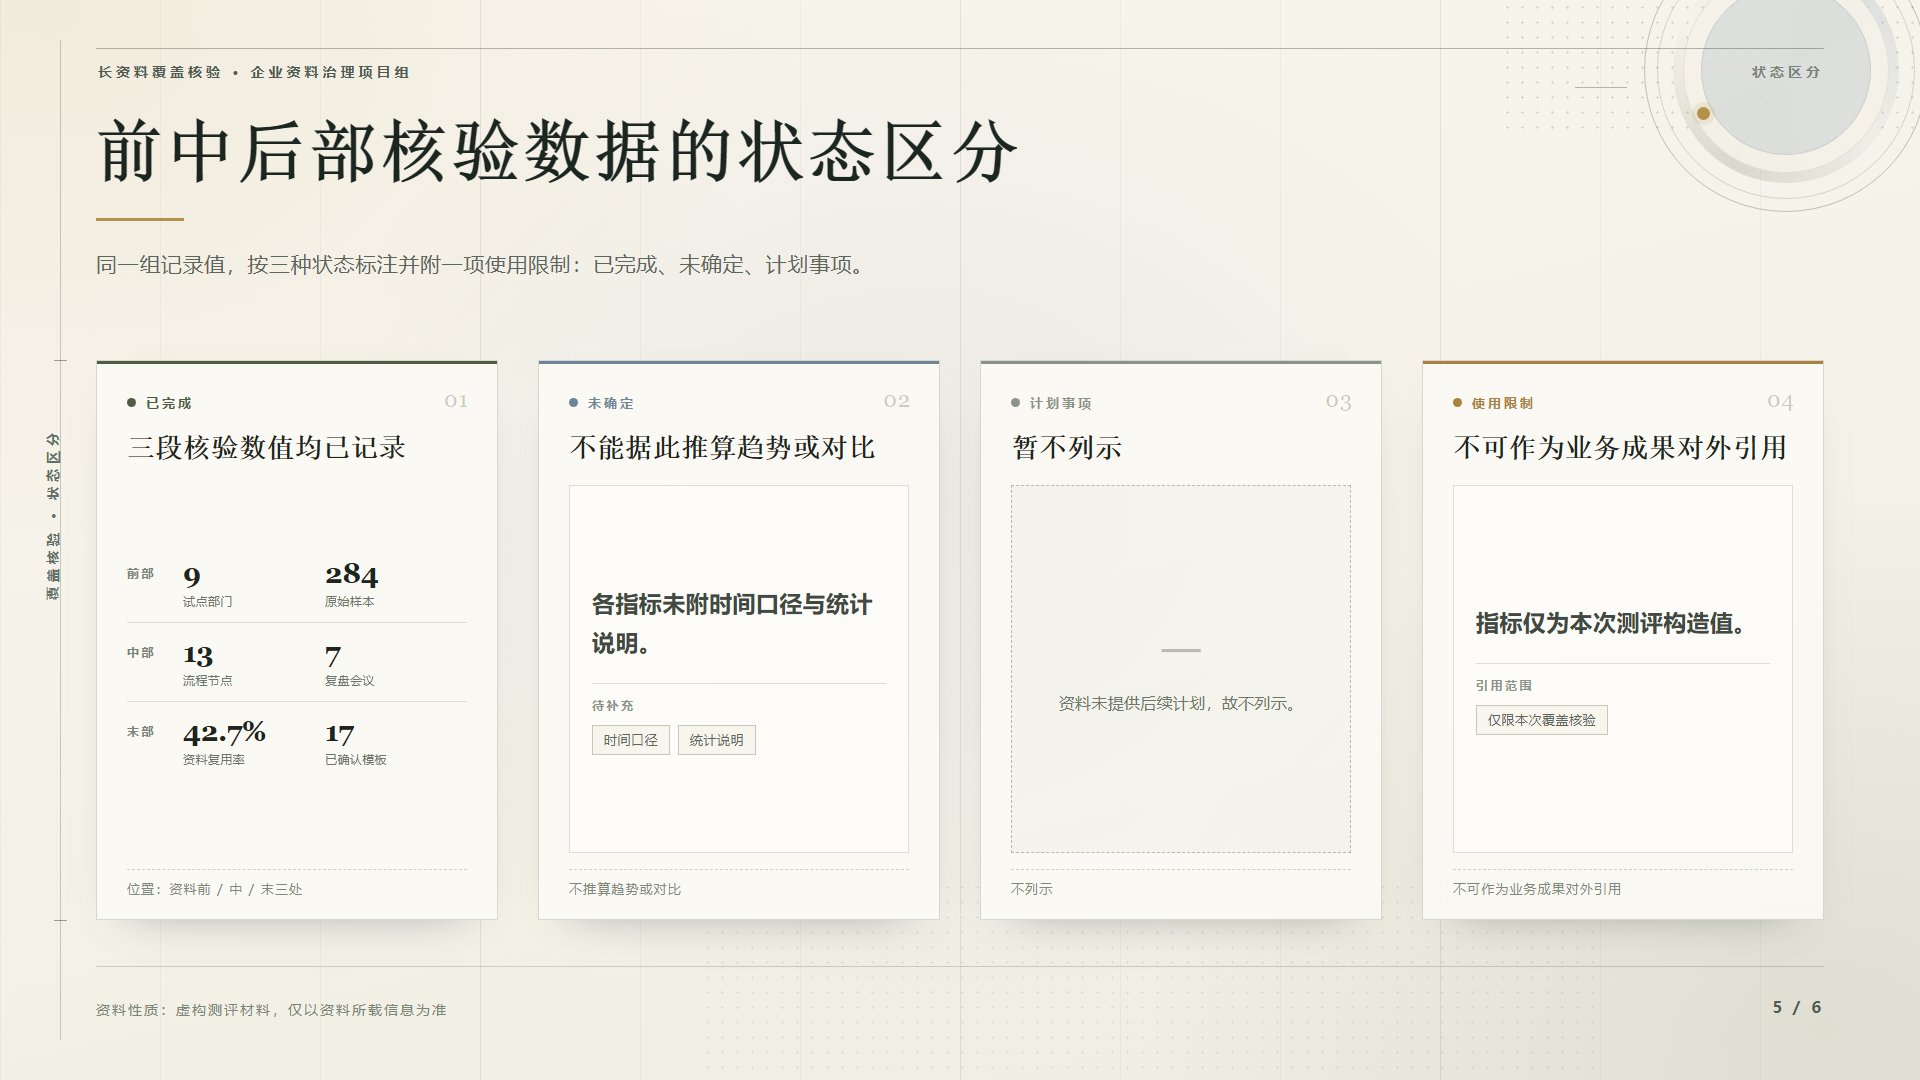 长资料覆盖核验 • 企业资料治理项目组
状态区分
前中后部核验数据的状态区分
同一组记录值，按三种状态标注并附一项使用限制：已完成、未确定、计划事项。
覆盖核验 • 状态区分
已完成
01
三段核验数值均已记录
前部
9
试点部门
284
原始样本
中部
13
流程节点
7
复盘会议
末部
42.7%
资料复用率
17
已确认模板
位置：资料前 / 中 / 末三处
未确定
02
不能据此推算趋势或对比
各指标未附时间口径与统计
说明。
待补充
时间口径
统计说明
不推算趋势或对比
计划事项
03
暂不列示
资料未提供后续计划，故不列示。
不列示
使用限制
04
不可作为业务成果对外引用
指标仅为本次测评构造值。
引用范围
仅限本次覆盖核验
不可作为业务成果对外引用
资料性质：虚构测评材料，仅以资料所载信息为准
5 / 6